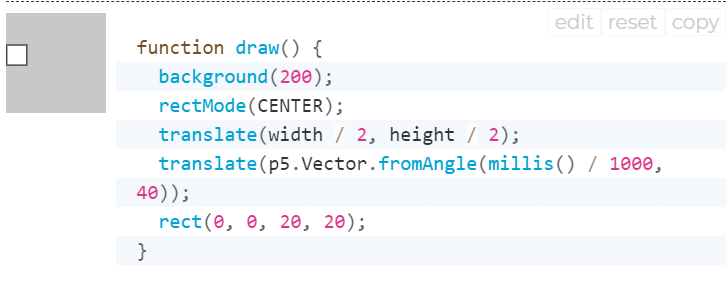 edit reset copy
function draw() {
background(200);
rectMode(CENTER);
translate(width / 2, height / 2);
translate(p5.Vector.fromAngle(millis() / 1000,
40));
rect(0, 0, 20, 20);
}